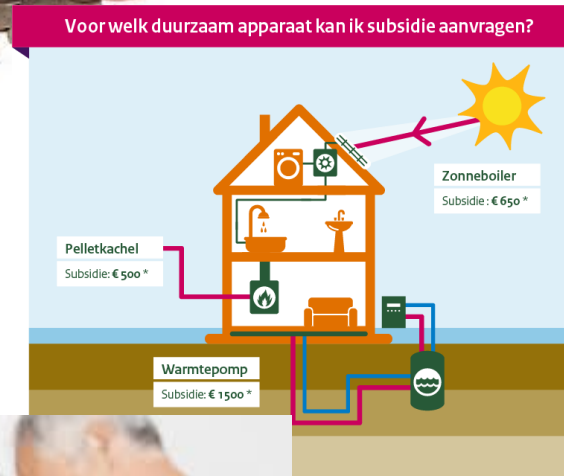 Voor welk duurzaam apparaat kan ik subsidie aanvragen?
Zonneboiler
Subsidie: € 650 *
Pelletkachel
Subsidie: € 500 *
Warmtepomp
Subsidie: € 1500 *